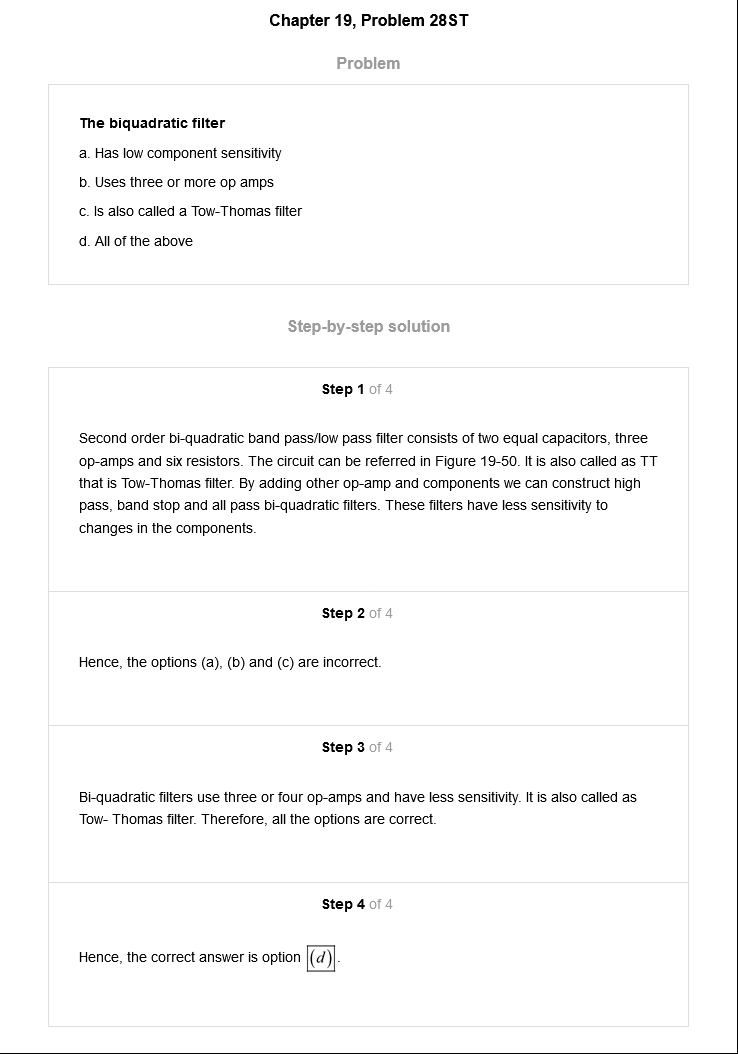 Chapter 19, Problem 28ST
Problem
The biquadratic filter
a. Has low component sensitivity
b. Uses three or more op amps
c. Is also called a Tow-Thomas filter
d. All of the above
Step-by-step solution
Step 1 of 4
Second order bi-quadratic band pass/low pass filter consists of two equal capacitors, three
op-amps and six resistors. The circuit can be referred in Figure 19-50. It is also called as TT
that is Tow-Thomas filter. By adding other op-amp and components we can construct high
pass, band stop and all pass bi-quadratic filters. These filters have less sensitivity to
changes in the components.
Step 2 of 4
Hence, the options (a), (b) and (c) are incorrect.
Step 3 of 4
Bi-quadratic filters use three or four op-amps and have less sensitivity. It is also called as
Tow- Thomas filter. Therefore, all the options are correct.
Step 4 of 4
Hence, the correct answer is option (d).